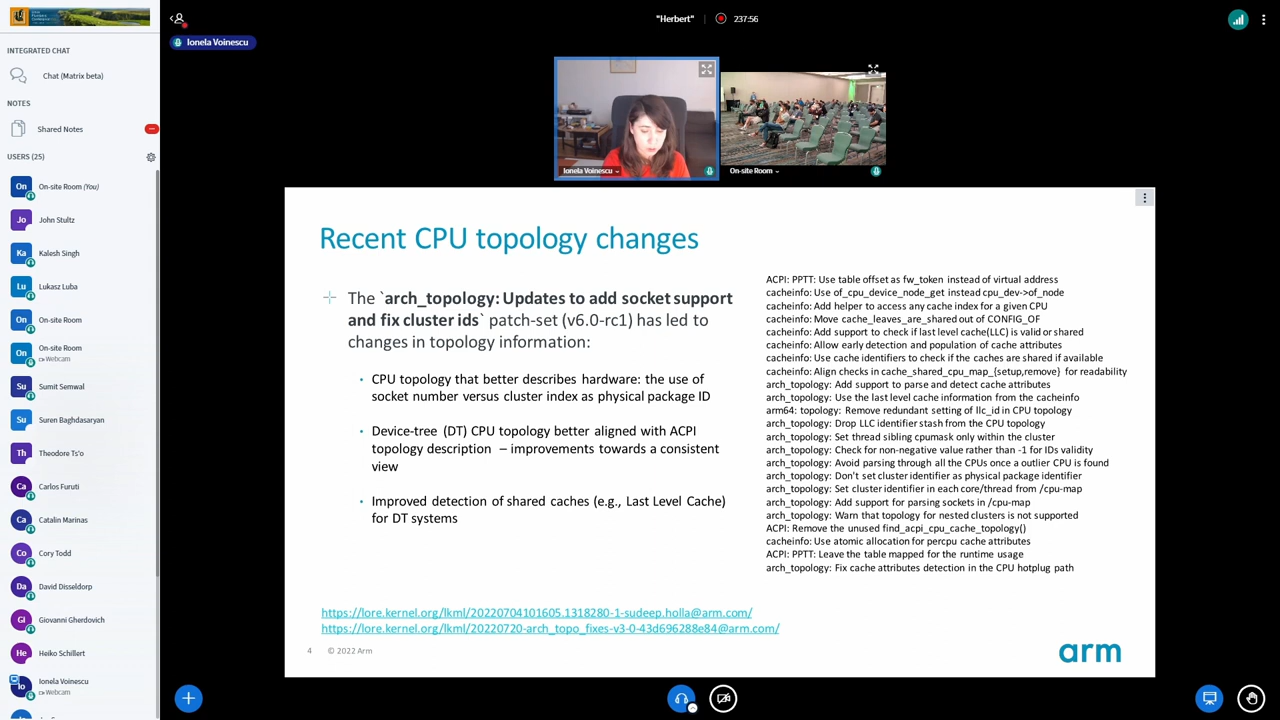 "Herbert"
237:56
Ionela Voinescu
INTEGRATED CHAT
Chat (Matrix beta)
NOTES
Shared Notes
USERS (25)
On
On-site Room (You)
Jo
John Stultz
Ka
Kalesh Singh
Lu
Lukasz Luba
On
On-site Room
On
On-site Room
Webcam
Su
Sumit Semwal
Su
Suren Baghdasaryan
Th
Theodore Ts'o
Ca
Carlos Furuti
Ca
Catalin Marinas
Co
Cory Todd
Da
David Disseldorp
Gi
Giovanni Gherdovich
He
Heiko Schillert
Io
Ionela Voinescu
Webcam
Ionela Voinescu
On-site Room
Recent CPU topology changes
The `arch_topology: Updates to add socket support
and fix cluster ids` patch-set (v6.0-rc1) has led to
changes in topology information:
• CPU topology that better describes hardware: the use of
socket number versus cluster index as physical package ID
• Device-tree (DT) CPU topology better aligned with ACPI
topology description – improvements towards a consistent
view
• Improved detection of shared caches (e.g., Last Level Cache)
for DT systems
ACPI: PPTT: Use table offset as fw_token instead of virtual address
cacheinfo: Use of_cpu_device_node_get instead cpu_dev->of_node
cacheinfo: Add helper to access any cache index for a given CPU
cacheinfo: Move cache_leaves_are_shared out of CONFIG_OF
cacheinfo: Add support to check if last level cache(LLC) is valid or shared
cacheinfo: Allow early detection and population of cache attributes
cacheinfo: Use cache identifiers to check if the caches are shared if available
cacheinfo: Align checks in cache_shared_cpu_map_{setup,remove} for readability
arch_topology: Add support to parse and detect cache attributes
arch_topology: Use the last level cache information from the cacheinfo
arm64: topology: Remove redundant setting of llc_id in CPU topology
arch_topology: Drop LLC identifier stash from the CPU topology
arch_topology: Set thread sibling cpumask only within the cluster
arch_topology: Check for non-negative value rather than -1 for IDs validity
arch_topology: Avoid parsing through all the CPUs once a outlier CPU is found
arch_topology: Don't set cluster identifier as physical package identifier
arch_topology: Set cluster identifier in each core/thread from /cpu-map
arch_topology: Add support for parsing sockets in /cpu-map
arch_topology: Warn that topology for nested clusters is not supported
ACPI: Remove the unused find_acpi_cpu_cache_topology()
cacheinfo: Use atomic allocation for percpu cache attributes
ACPI: PPTT: Leave the table mapped for the runtime usage
arch_topology: Fix cache attributes detection in the CPU hotplug path
https://lore.kernel.org/lkml/20220704101605.1318280-1-sudeep.holla@arm.com/
https://lore.kernel.org/lkml/20220720-arch_topo_fixes-v3-0-43d696288e84@arm.com/
4 © 2022 Arm
arm